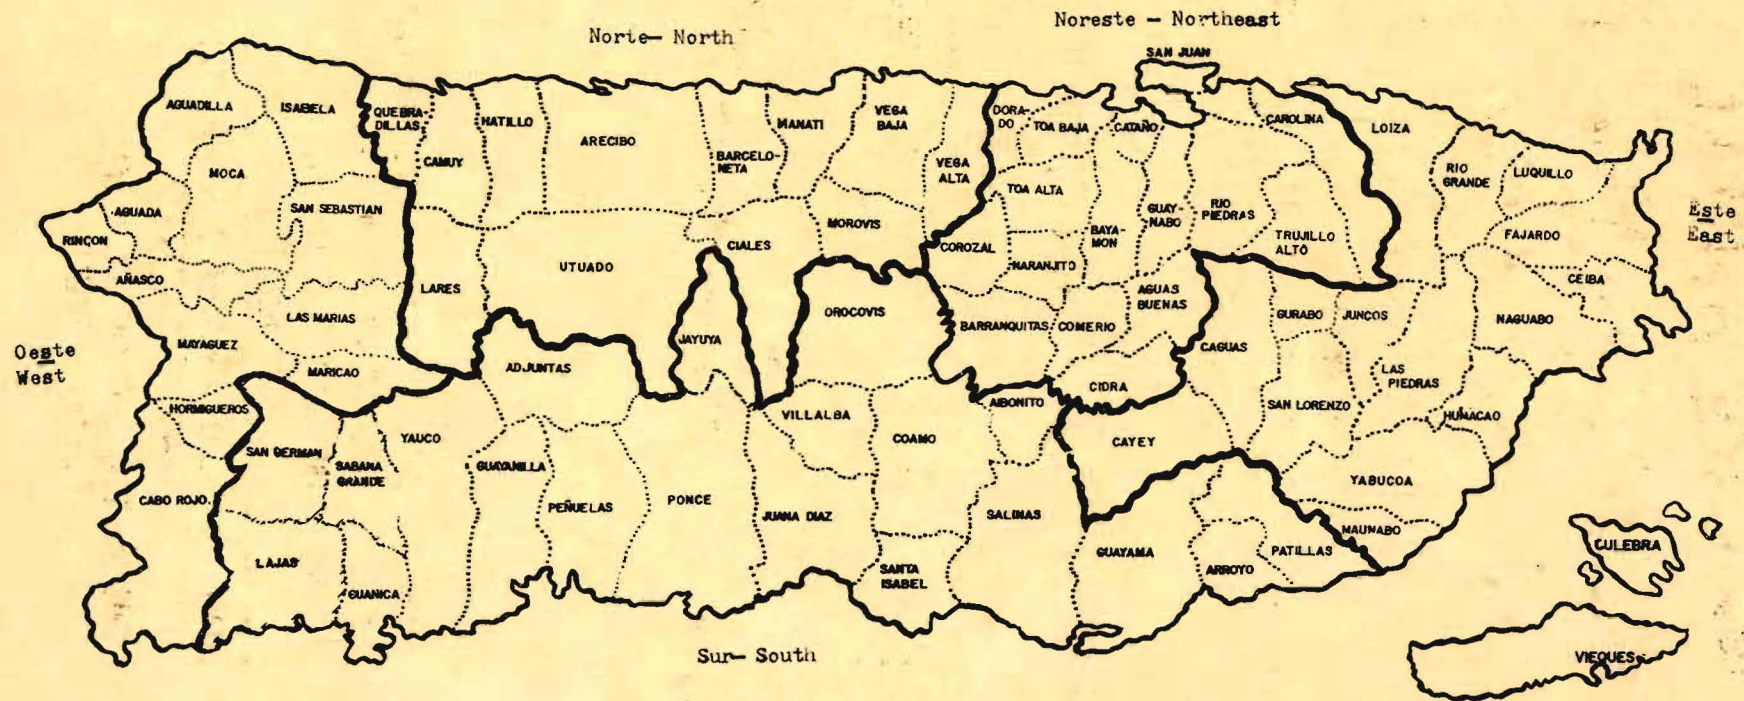 Noreste - Northeast
Norte- North
SAN JUAN
AGUADILLA
ISABELA
QUEBRA-
DILLAS
HATILLO
ARECIBO
MANATI
VEGA
BAJA
DORA-
DO
TOA BAJA
CATAÑO
CAROLINA
LOIZA
CAMUY
BARCELO-
NETA
VEGA
ALTA
MOCA
RIO
GRANDE
LUQUILLO
TOA ALTA
AGUADA
SAN SEBASTIAN
MOROVIS
GUAY-
NABO
RIO
PIEDRAS
Este
East
RINÇON
CIALES
COROZAL
BAYA-
MON
TRUJILLO
ALTO
FAJARDO
UTUADO
NARANJITO
AÑASCO
LARES
AGUAS
BUENAS
CEIBA
LAS MARIAS
OROCOVIS
BARRANQUITAS
COMERIO
GURABO
JUNCOS
NAGUABO
Oeste
West
MAYAGUEZ
JAYUYA
CAGUAS
MARICAO
ADJUNTAS
LAS
PIEDRAS
CIDRA
HORMIGUEROS
VILLALBA
AIBONITO
SAN LORENZO
HUMACAO
YAUCO
COAMO
CAYEY
SAN GERMAN
SABANA
GRANDE
GUAYANILLA
YABUCOA
CABO ROJO.
PEÑUELAS
PONCE
JUANA DIAZ
SALINAS
MAUNABO
LAJAS
GUAYAMA
PATILLAS
CULEBRA
GUANICA
SANTA
ISABEL
ARROYO
Sur- South
VIEQUES